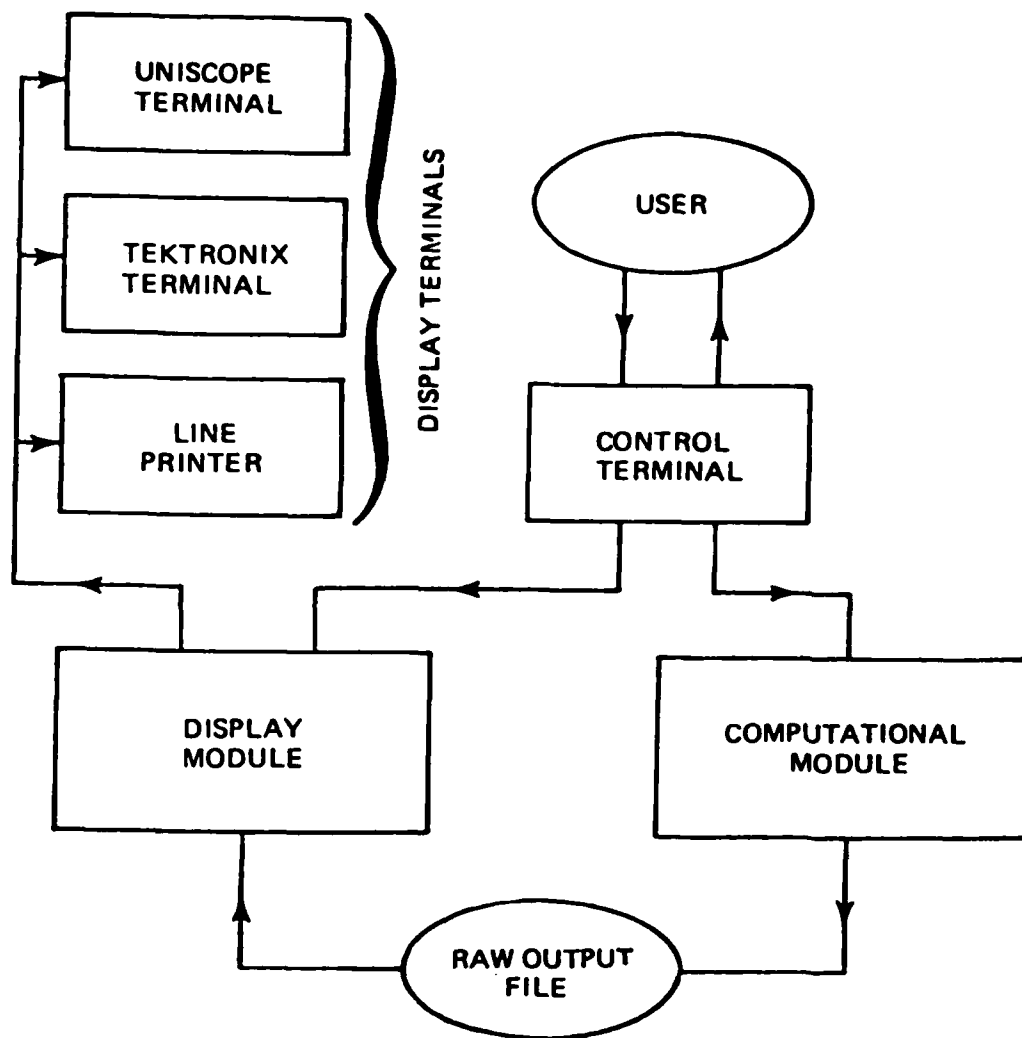 UNISCOPE
TERMINAL
TEKTRONIX
TERMINAL
LINE
PRINTER
DISPLAY TERMINALS
USER
CONTROL
TERMINAL
DISPLAY
MODULE
COMPUTATIONAL
MODULE
RAW OUTPUT
FILE